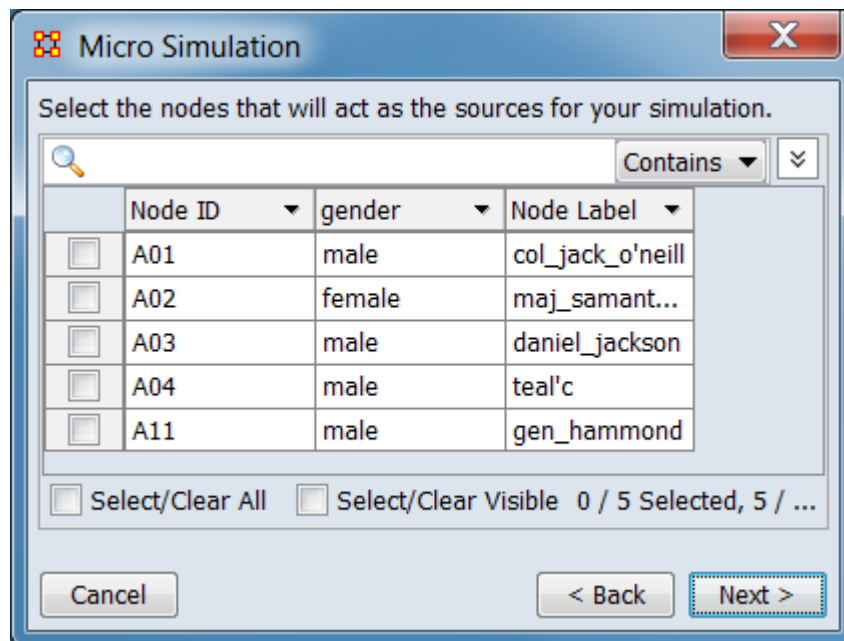 Micro Simulation
Select the nodes that will act as the sources for your simulation.
Contains
Node ID gender Node Label
A01 male col_jack_o'neill
A02 female maj_samant...
A03 male daniel_jackson
A04 male teal'c
A11 male gen_hammond
Select/Clear All Select/Clear Visible 0 / 5 Selected, 5 / ...
Cancel < Back Next >